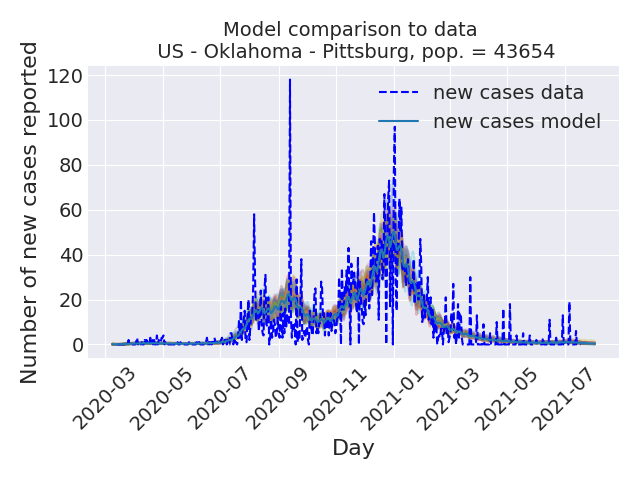 Model comparison to data
US - Oklahoma - Pittsburg, pop. = 43654
Number of new cases reported
120
100
80
60
40
20
0
new cases data
new cases model
2020-03
2020-05
2020-07
2020-09
2020-11
2021-01
2021-03
2021-05
2021-07
Day